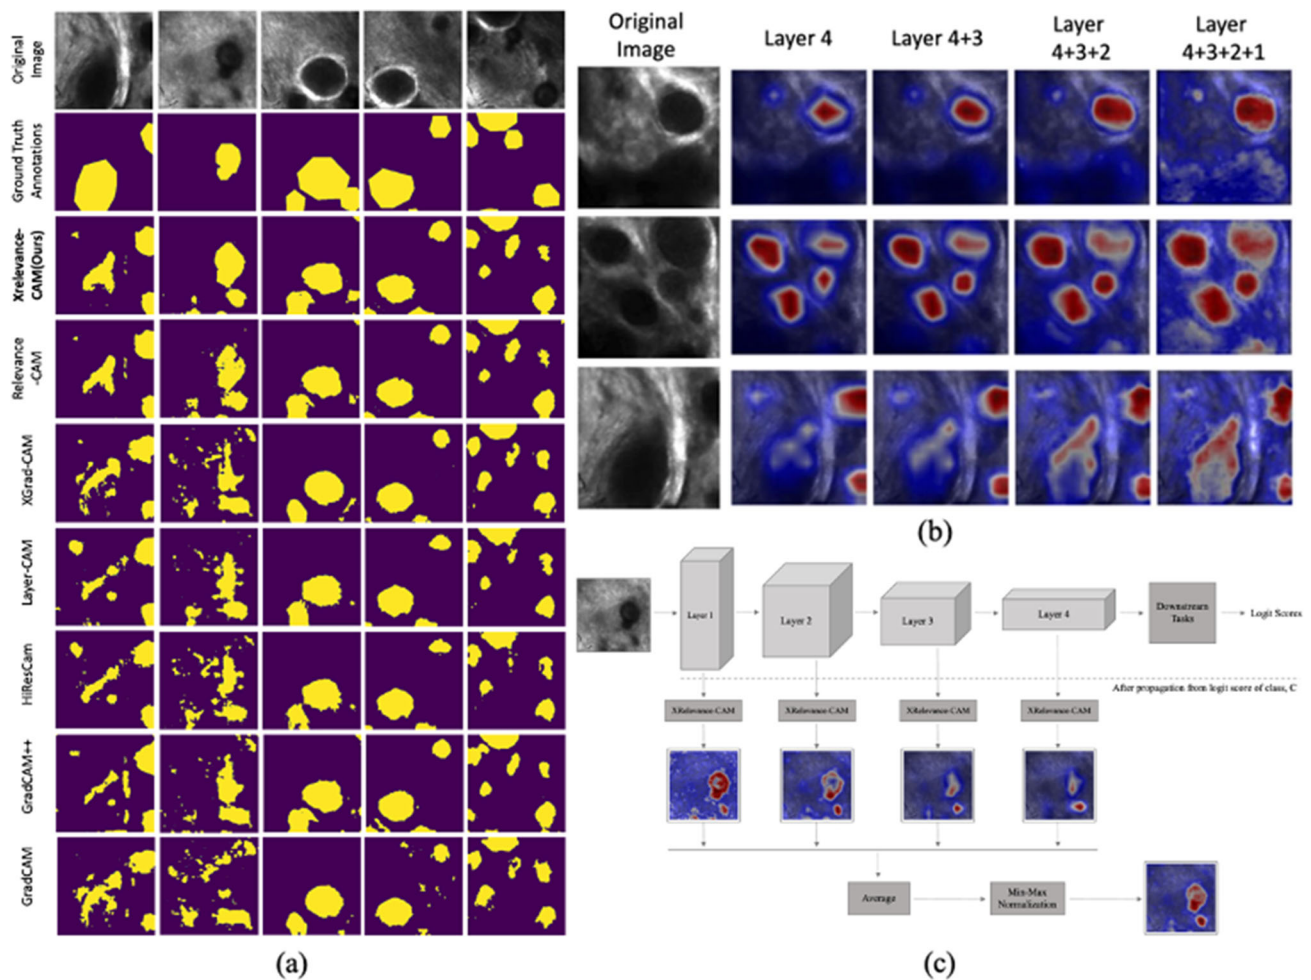 Original
Image
Ground Truth
Annotations
Xrelevance-
CAM(Ours)
Relevance
-CAM
XGrad-CAM
Layer-CAM
HiResCam
GradCAM++
GradCAM
(a)
Original
Image
Layer 4
Layer 4+3
Layer
4+3+2
Layer
4+3+2+1
(b)
Layer 1
Layer 2
Layer 3
Layer 4
Downstream
Tasks
Logit Scores
After propagation from logit score of class, C
XRelevance-CAM
XRelevance-CAM
XRelevance-CAM
XRelevance-CAM
Average
Min-Max
Normalization
(c)